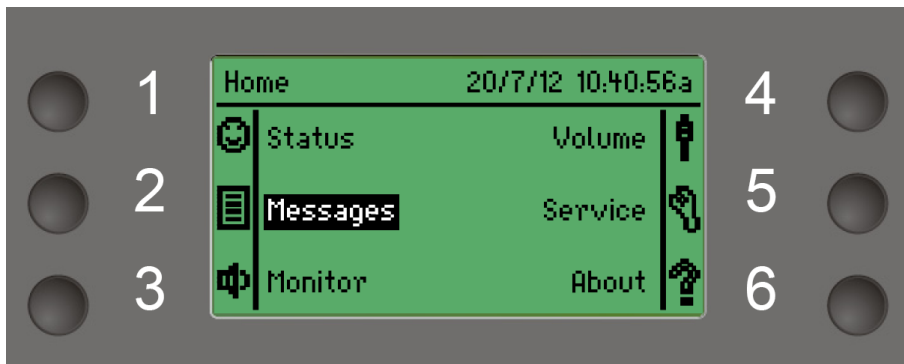 Home 20/7/12 10:40:56a
1 4
Status Volume
2 Messages Service 5
3 Monitor About 6